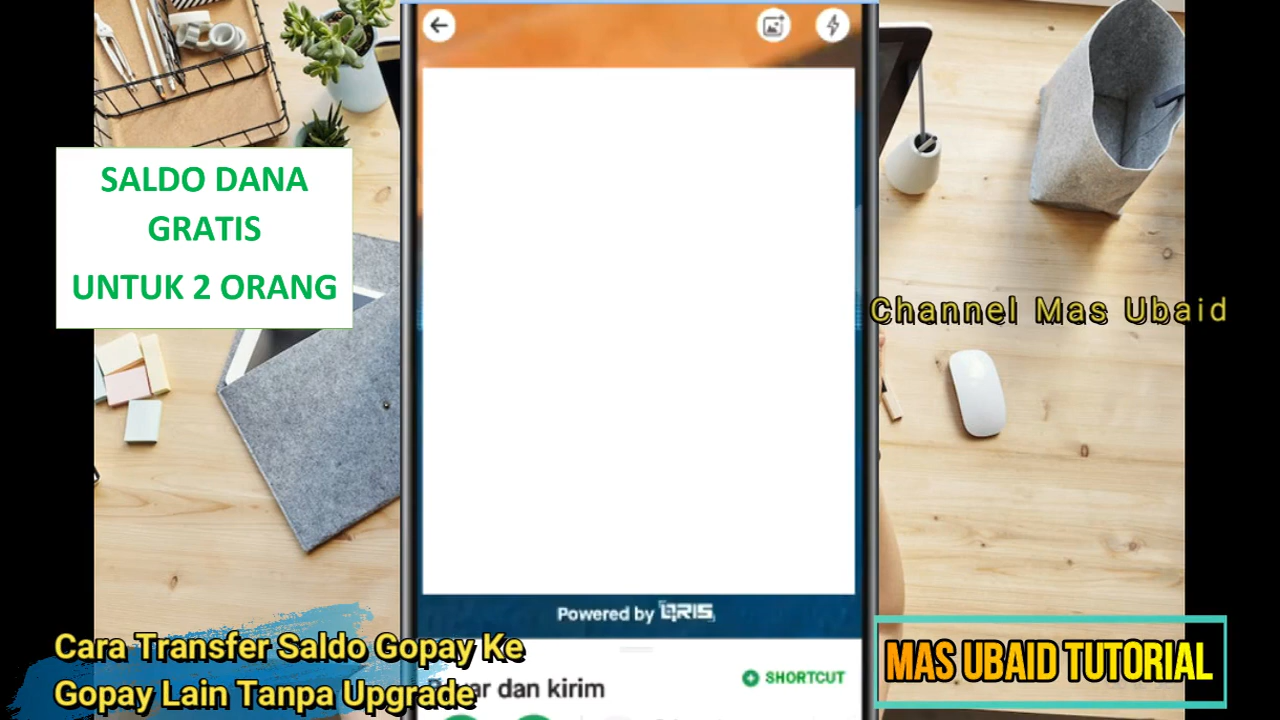 SALDO DANA
GRATIS
UNTUK 2 ORANG
Channel Mas Ubaid
Powered by QRIS
Cara Transfer Saldo Gopay Ke
Gopay Lain Tanpa Upgrade
dan kirim
SHORTCUT
MAS UBAID TUTORIAL